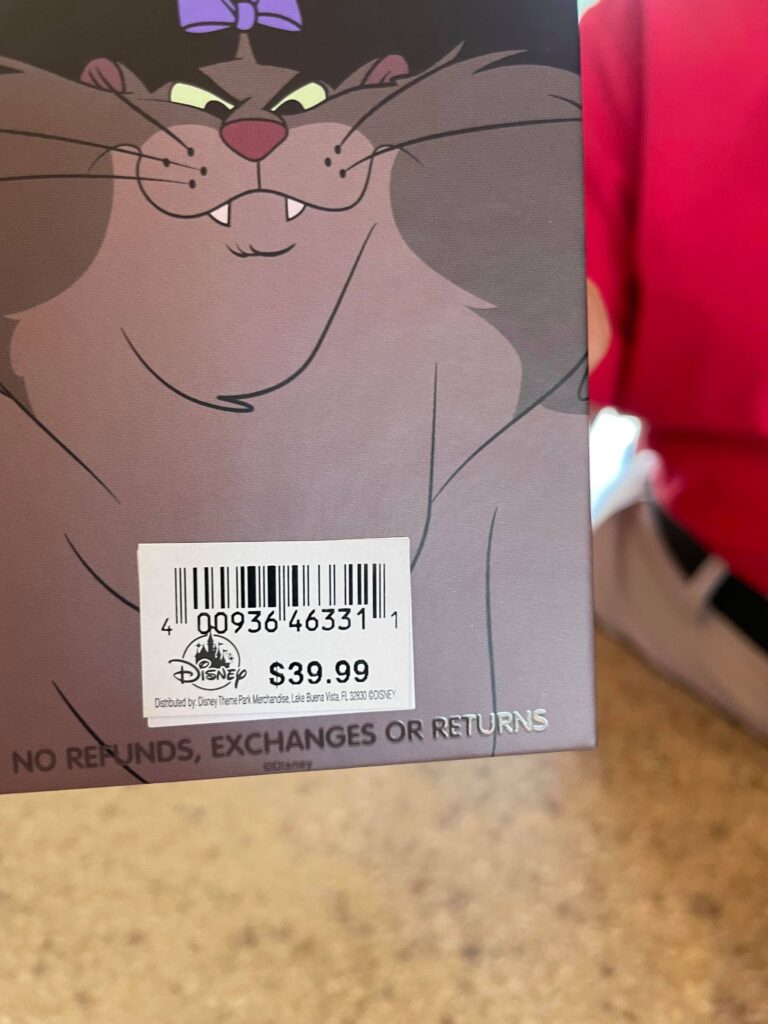 4 00936 46331 1
Disney
$39.99
Distributed by: Disney Theme Park Merchandise, Lake Buena Vista, FL 32830 ©DISNEY
NO REFUNDS, EXCHANGES OR RETURNS
©Disney